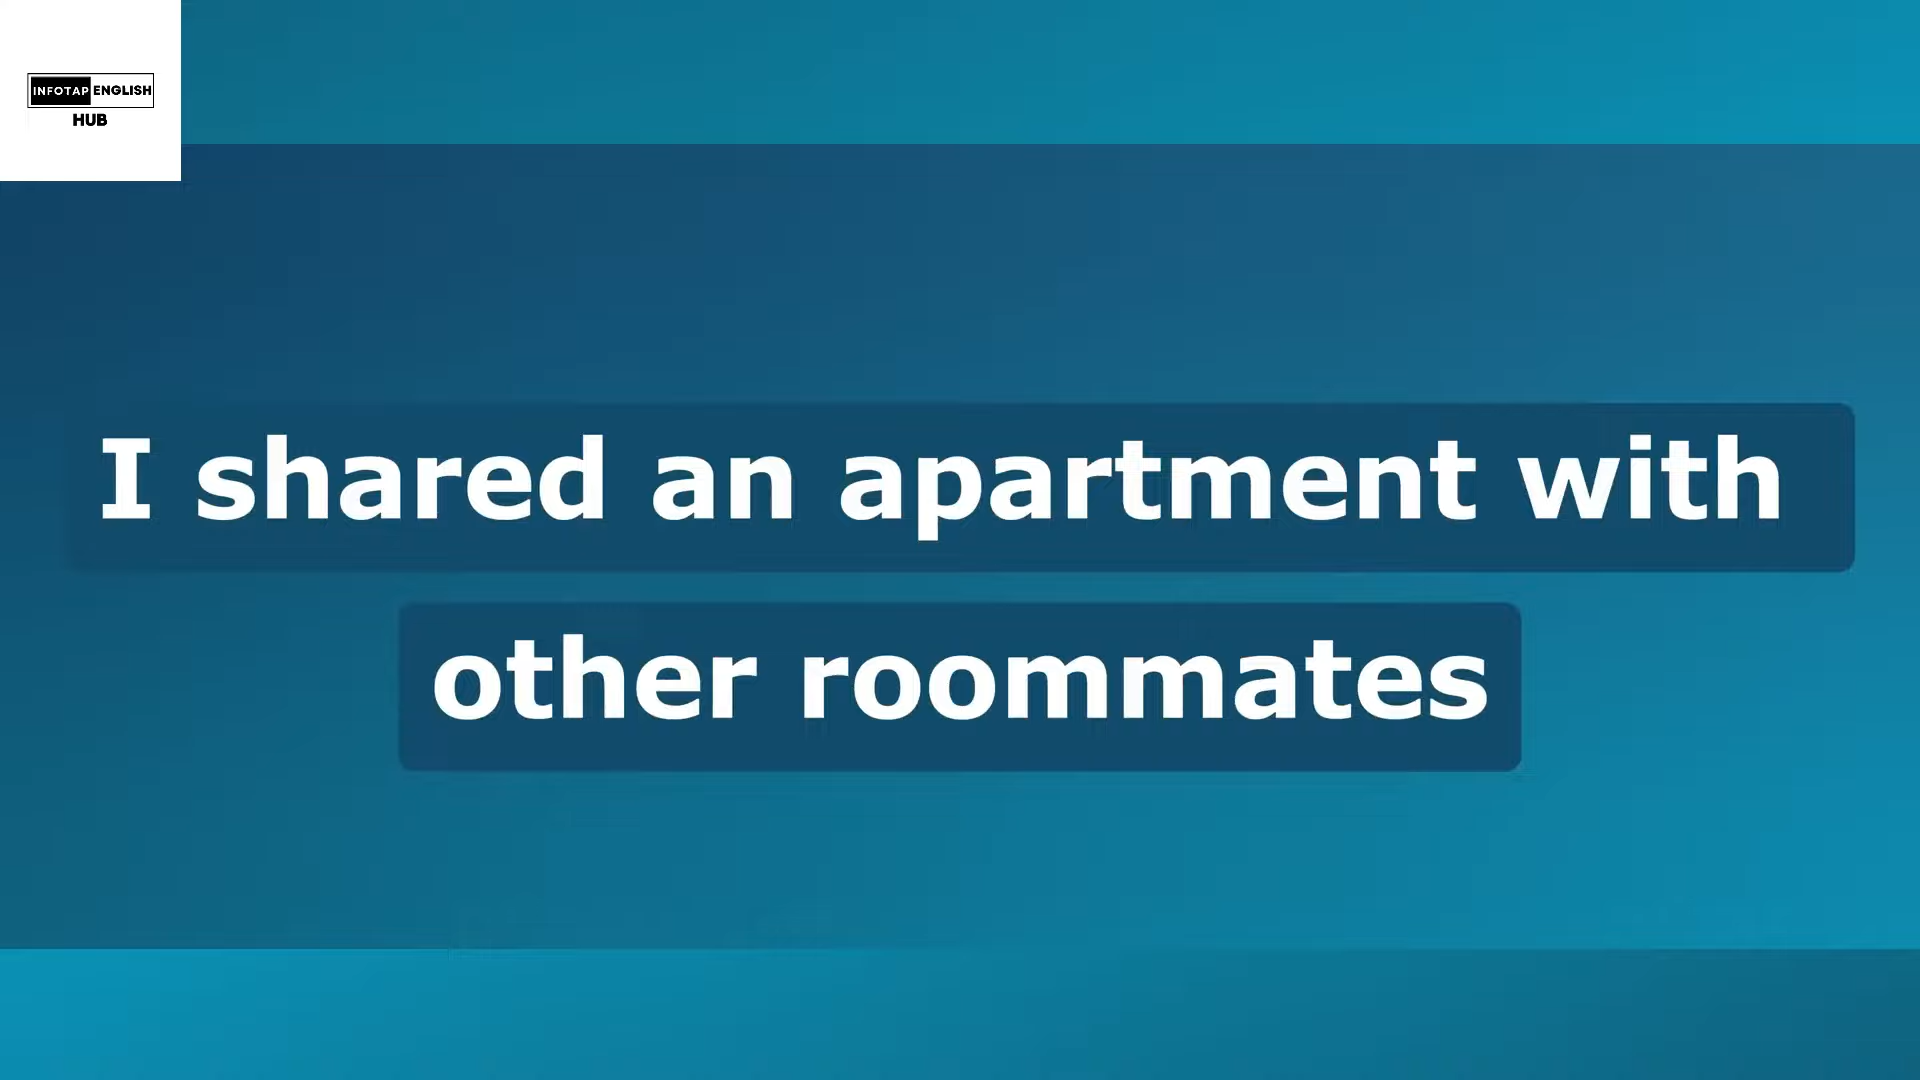 INFOTAP ENGLISH
HUB
I shared an apartment with
other roommates